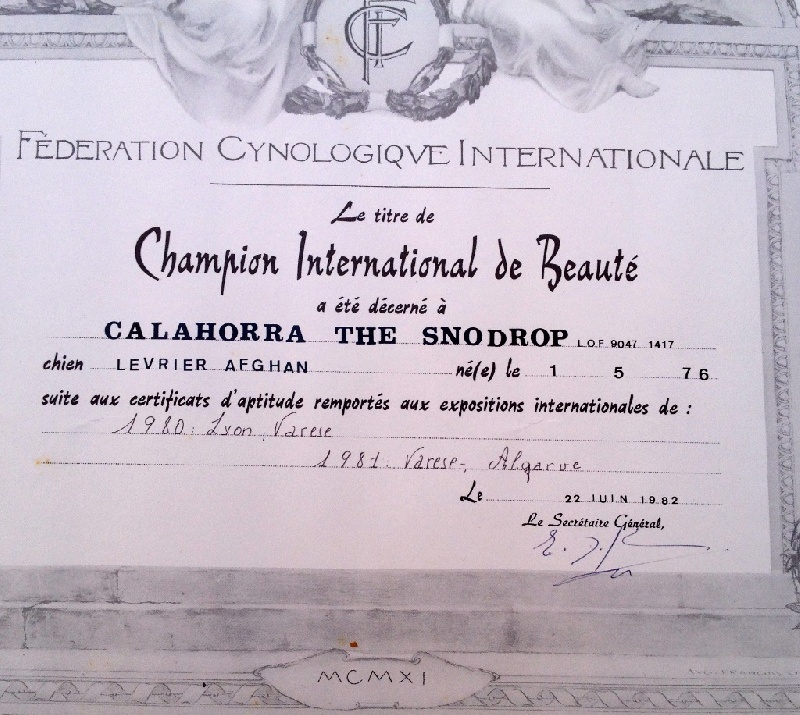 FCI
FÈDERATION CYNOLOGIQVE INTERNATIONALE
Le titre de
Champion International de Beauté
a été décerné à
CALAHORRA THE SNODROP L.O.F. 9047 1417
chien LEVRIER AFGHAN né(e) le 1 5 76
suite aux certificats d'aptitude remportés aux expositions internationales de :
1980. Lyon, Varese
1981. Varese, Algarve
Le 22 JUIN 1982
Le Secrétaire Général,
MCMXI